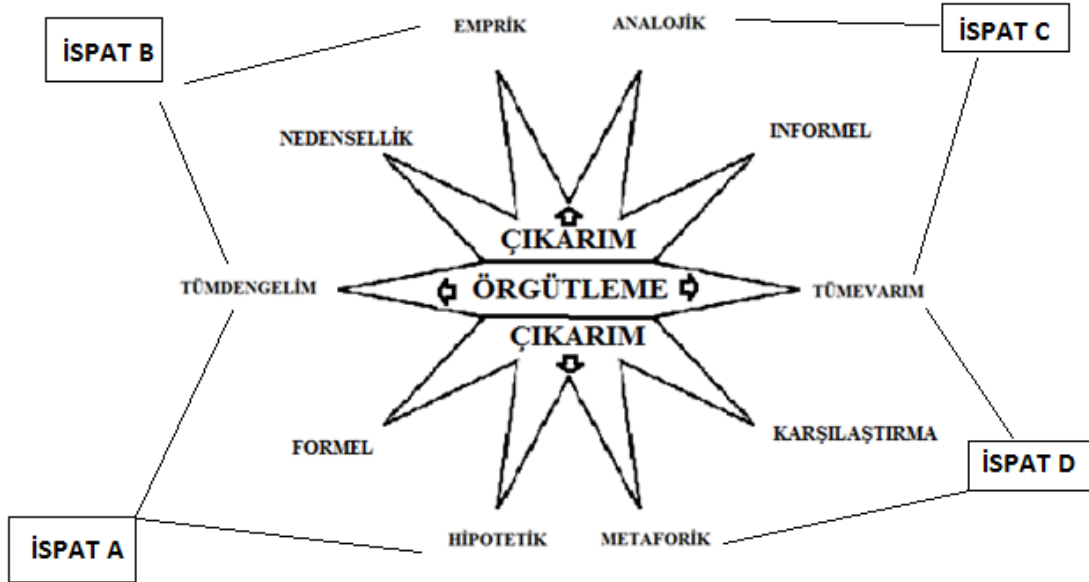 EMPRİK
ANALOJİK
İSPAT B
İSPAT C
NEDENSELLİK
INFORMEL
ÇIKARIM
TÜMDENGELİM
ÖRGÜTLEME
TÜMEVARIM
ÇIKARIM
FORMEL
KARŞILAŞTIRMA
İSPAT D
İSPAT A
HİPOTETİK
METAFORİK